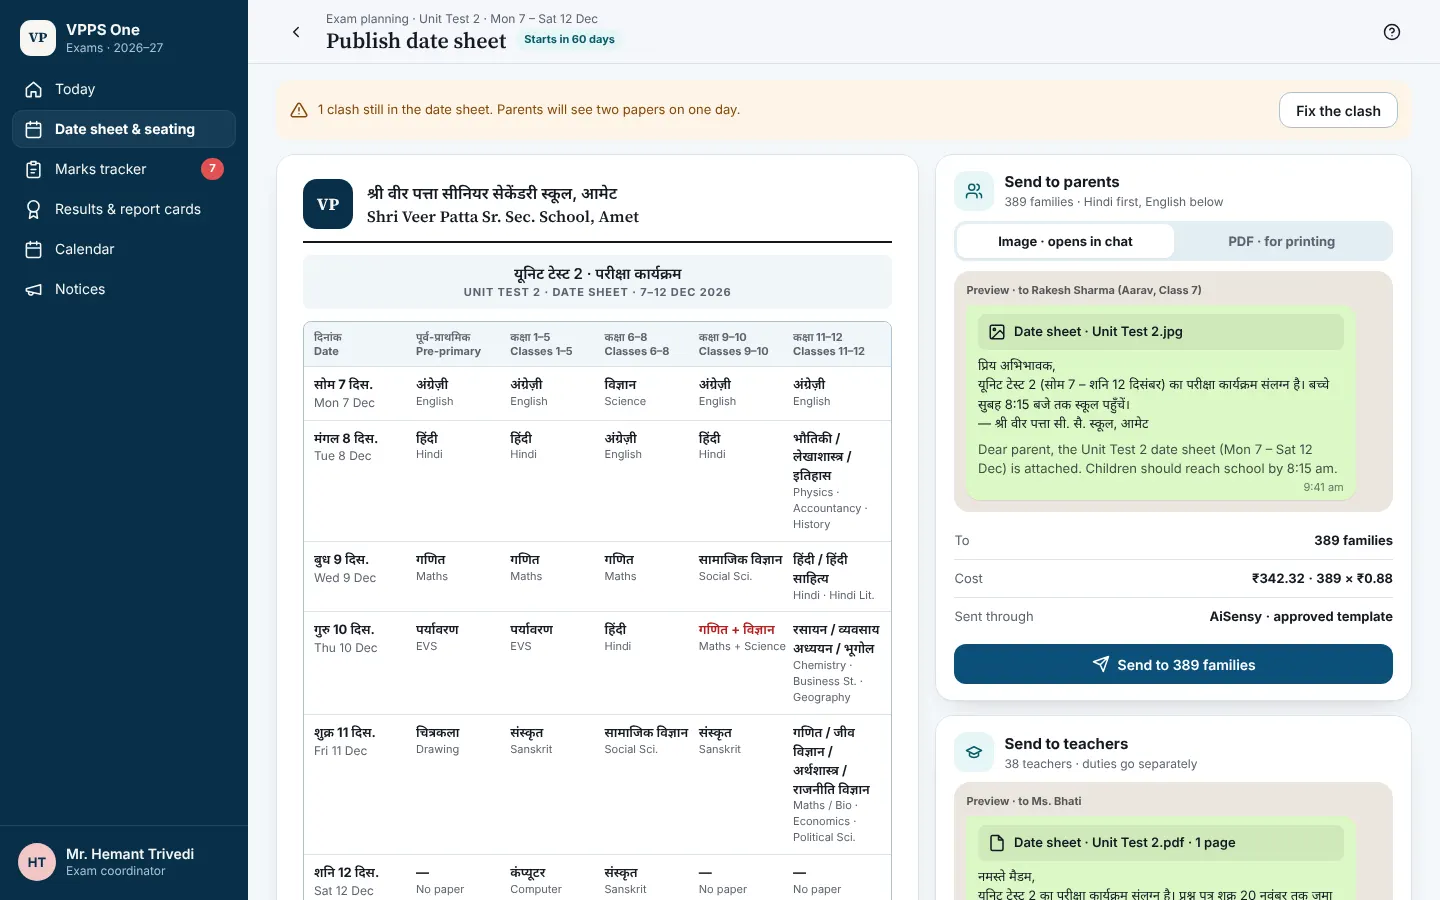 VP
VPPS One
Exams · 2026–27
Today
Date sheet & seating
Marks tracker
7
Results & report cards
Calendar
Notices
HT
Mr. Hemant Trivedi
Exam coordinator
Exam planning · Unit Test 2 · Mon 7 – Sat 12 Dec
Publish date sheet
Starts in 60 days
1 clash still in the date sheet. Parents will see two papers on one day.
Fix the clash
VP
श्री वीर पत्ता सीनियर सेकेंडरी स्कूल, आमेट
Shri Veer Patta Sr. Sec. School, Amet
यूनिट टेस्ट 2 · परीक्षा कार्यक्रम
UNIT TEST 2 · DATE SHEET · 7–12 DEC 2026
दिनांक पूर्व-प्राथमिक कक्षा 1–5 कक्षा 6–8 कक्षा 9–10 कक्षा 11–12
Date Pre-primary Classes 1–5 Classes 6–8 Classes 9–10 Classes 11–12
सोम 7 दिस. अंग्रेज़ी अंग्रेज़ी विज्ञान अंग्रेज़ी अंग्रेज़ी
Mon 7 Dec English English Science English English
मंगल 8 दिस. हिंदी हिंदी अंग्रेज़ी हिंदी भौतिकी /
Tue 8 Dec Hindi Hindi English Hindi लेखाशास्त्र /
इतिहास
Physics ·
Accountancy ·
History
बुध 9 दिस. गणित गणित गणित सामाजिक विज्ञान हिंदी / हिंदी
Wed 9 Dec Maths Maths Maths Social Sci. साहित्य
Hindi · Hindi Lit.
गुरु 10 दिस. पर्यावरण पर्यावरण हिंदी गणित + विज्ञान रसायन / व्यवसाय
Thu 10 Dec EVS EVS Hindi Maths + Science अध्ययन / भूगोल
Chemistry ·
Business St. ·
Geography
शुक्र 11 दिस. चित्रकला संस्कृत सामाजिक विज्ञान संस्कृत गणित / जीव
Fri 11 Dec Drawing Sanskrit Social Sci. Sanskrit विज्ञान /
अर्थशास्त्र /
राजनीति विज्ञान
Maths / Bio ·
Economics ·
Political Sci.
शनि 12 दिस. — कंप्यूटर संस्कृत — —
Sat 12 Dec No paper Computer Sanskrit No paper No paper
Send to parents
389 families · Hindi first, English below
Image · opens in chat
PDF · for printing
Preview · to Rakesh Sharma (Aarav, Class 7)
Date sheet · Unit Test 2.jpg
प्रिय अभिभावक,
यूनिट टेस्ट 2 (सोम 7 – शनि 12 दिसंबर) का परीक्षा कार्यक्रम संलग्न है। बच्चे
सुबह 8:15 बजे तक स्कूल पहुँचें।
— श्री वीर पत्ता सी. सै. स्कूल, आमेट
Dear parent, the Unit Test 2 date sheet (Mon 7 – Sat 12
Dec) is attached. Children should reach school by 8:15 am.
9:41 am
To 389 families
Cost ₹342.32 · 389 × ₹0.88
Sent through AiSensy · approved template
Send to 389 families
Send to teachers
38 teachers · duties go separately
Preview · to Ms. Bhati
Date sheet · Unit Test 2.pdf · 1 page
नमस्ते मैडम,
यूनिट टेस्ट 2 का परीक्षा कार्यक्रम संलग्न है। प्रश्न पत्र शुक्र 20 नवंबर तक जमा